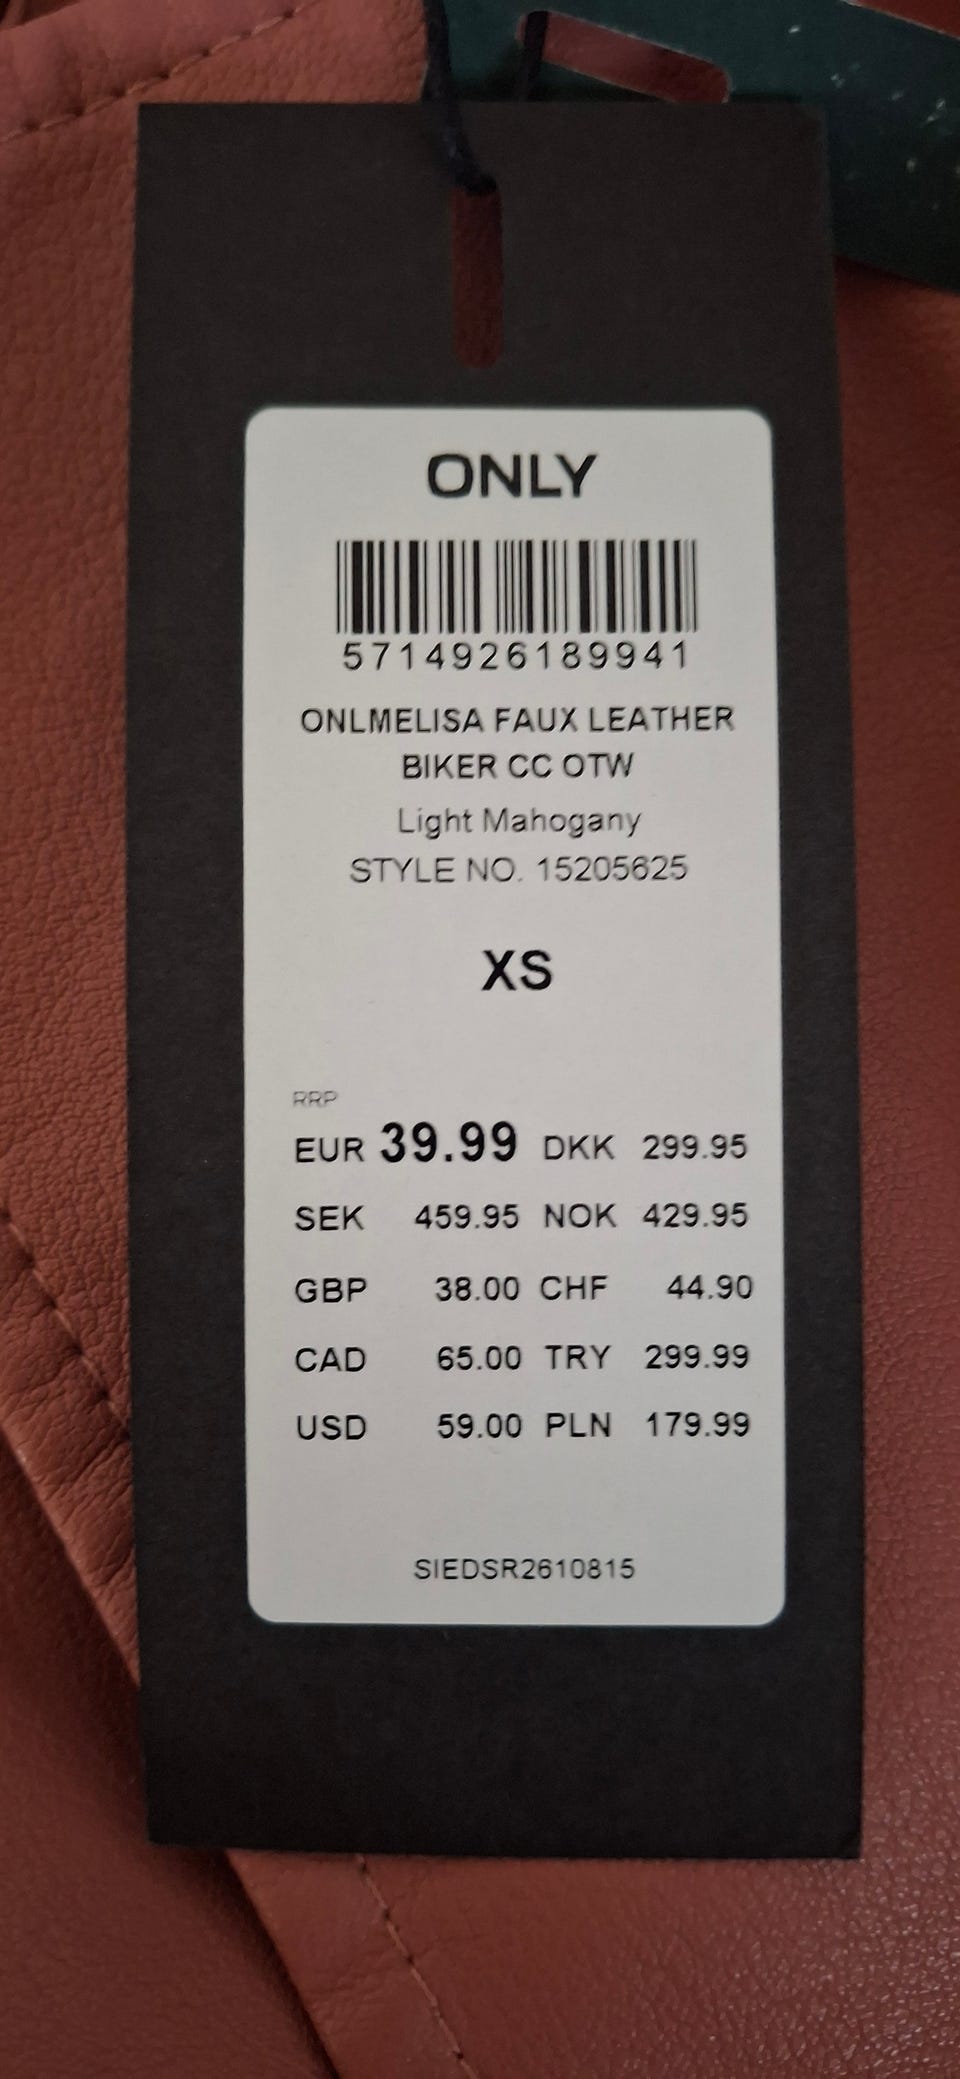 ONLY
5714926189941
ONLMELISA FAUX LEATHER
BIKER CC OTW
Light Mahogany
STYLE NO. 15205625
XS
RRP
EUR 39.99 DKK 299.95
SEK 459.95 NOK 429.95
GBP 38.00 CHF 44.90
CAD 65.00 TRY 299.99
USD 59.00 PLN 179.99
SIEDSR2610815